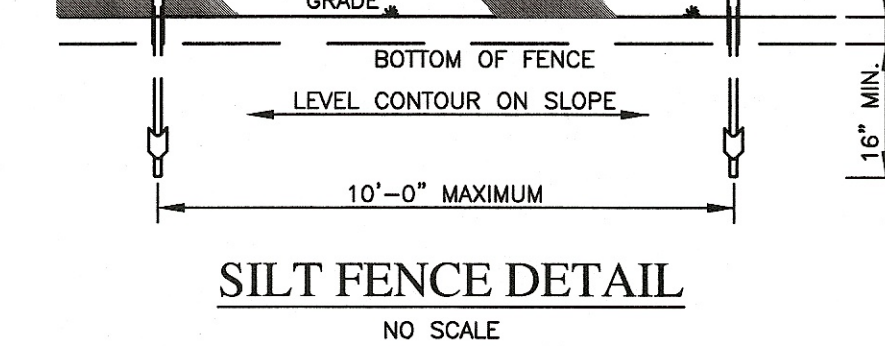 GRADE
BOTTOM OF FENCE
LEVEL CONTOUR ON SLOPE
16" MIN.
10'-0" MAXIMUM
SILT FENCE DETAIL
NO SCALE